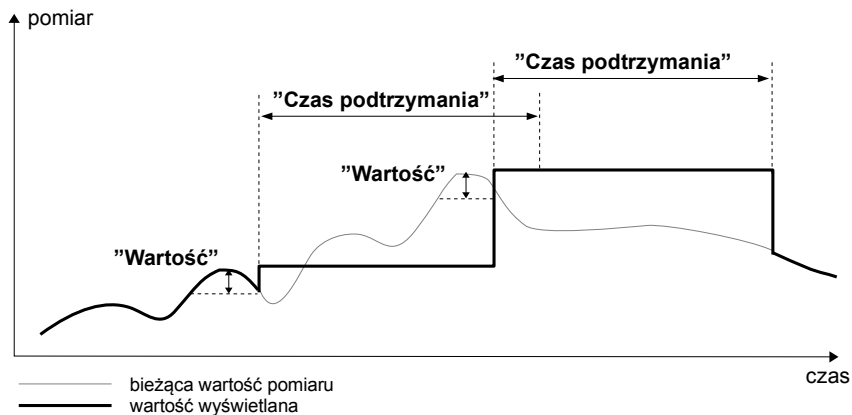 pomiar
”Czas podtrzymania”
”Czas podtrzymania”
”Wartość”
”Wartość”
czas
bieżąca wartość pomiaru
wartość wyświetlana